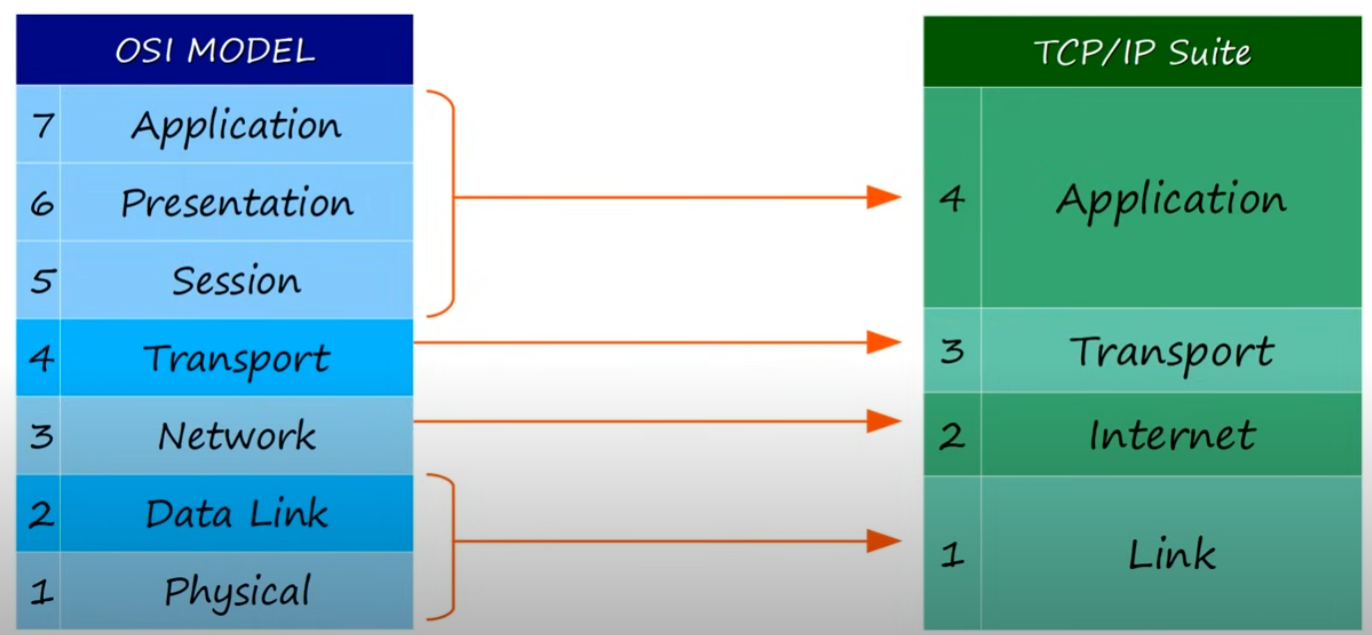 OSI MODEL
7 Application
6 Presentation
5 Session
4 Transport
3 Network
2 Data Link
1 Physical
TCP/IP Suite
4 Application
3 Transport
2 Internet
1 Link